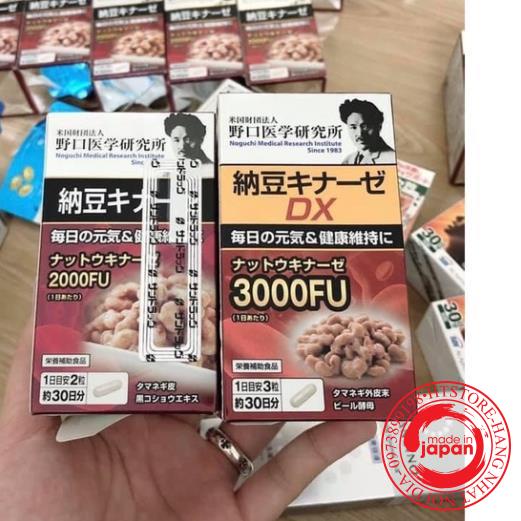 米国財団法人
野口医学研究所
Noguchi Medical Research Institute
納豆キナー
毎日の元気&健康維
ナットウキナーゼ
2000FU
(1日あたり)
栄養補助食品
1日目安2粒
約30日分
タマネギ皮
黒コショウエキス
サンドラッグ
米国財団法人
野口医学研究所
Noguchi Medical Research Institute
Since 1983
納豆キナーゼ
DX
毎日の元気&健康維持に
ナットウキナーゼ
3000FU
(1日あたり)
栄養補助食品
1日目安3粒
約30日分
タマネギ外皮末
ビール酵母
made in
japan